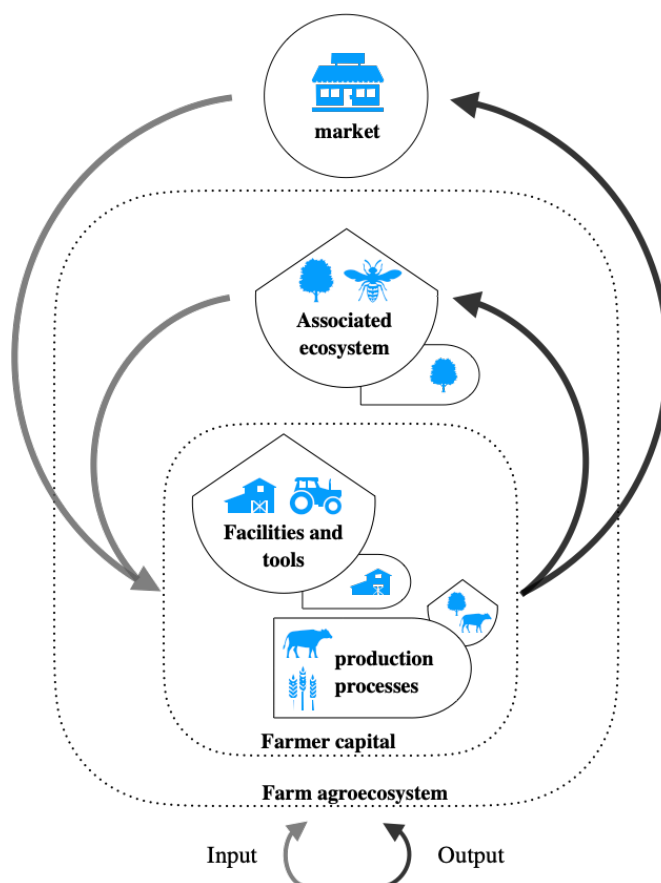 market
Associated
ecosystem
Facilities and
tools
production
processes
Farmer capital
Farm agroecosystem
Input
Output